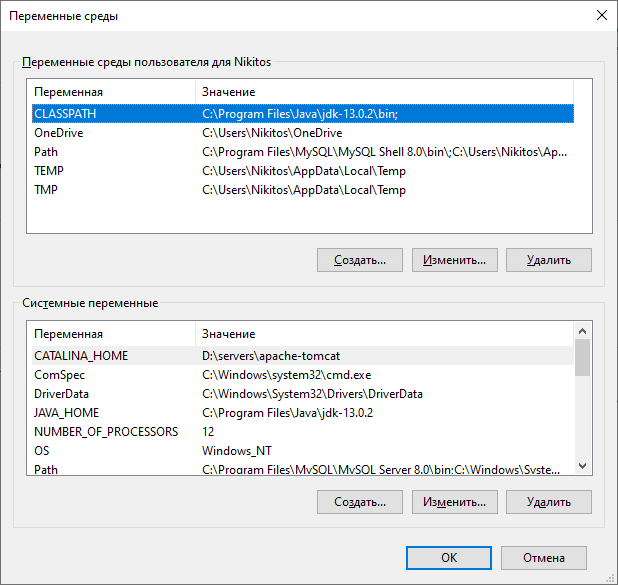 Переменные среды
Переменные среды пользователя для Nikitos
Переменная Значение
CLASSPATH C:\Program Files\Java\jdk-13.0.2\bin;
OneDrive C:\Users\Nikitos\OneDrive
Path C:\Program Files\MySQL\MySQL Shell 8.0\bin\;C:\Users\Nikitos\Ap...
TEMP C:\Users\Nikitos\AppData\Local\Temp
TMP C:\Users\Nikitos\AppData\Local\Temp
Создать... Изменить... Удалить
Системные переменные
Переменная Значение
CATALINA_HOME D:\servers\apache-tomcat
ComSpec C:\Windows\system32\cmd.exe
DriverData C:\Windows\System32\Drivers\DriverData
JAVA_HOME C:\Program Files\Java\jdk-13.0.2
NUMBER_OF_PROCESSORS 12
OS Windows_NT
Path C:\Program Files\MySQL\MySQL Server 8.0\bin;C:\Windows\Syste...
Создать... Изменить... Удалить
OK Отмена